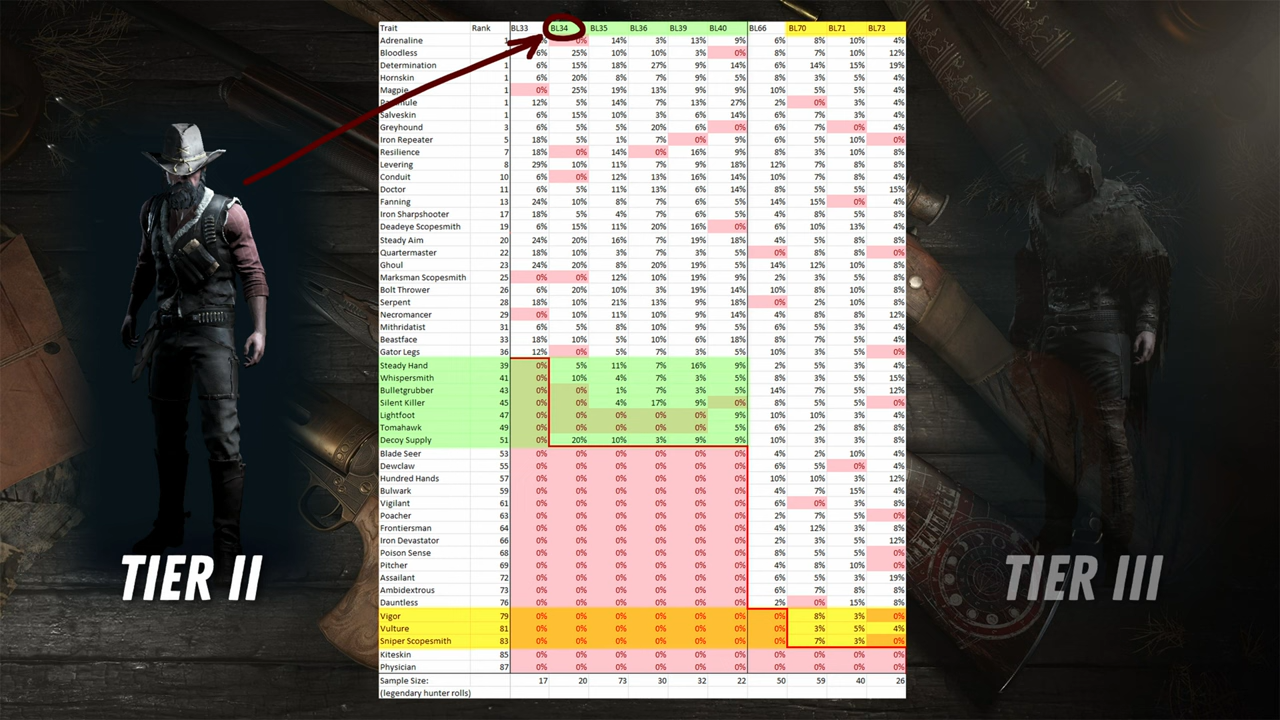 Trait Rank BL33 BL34 BL35 BL36 BL39 BL40 BL66 BL70 BL71 BL73
Adrenaline 1 0% 14% 3% 13% 9% 6% 8% 10% 4%
Bloodless 1 6% 25% 10% 10% 3% 0% 8% 7% 10% 12%
Determination 1 6% 15% 18% 27% 9% 14% 6% 14% 15% 19%
Hornskin 1 6% 20% 8% 7% 9% 5% 8% 3% 5% 4%
Magpie 1 0% 25% 19% 13% 9% 9% 10% 5% 5% 4%
1 12% 5% 14% 7% 13% 27% 2% 0% 3% 4%
Salveskin 1 6% 15% 10% 3% 6% 14% 6% 7% 3% 4%
Greyhound 3 6% 5% 5% 20% 6% 0% 6% 7% 0% 4%
Iron Repeater 5 18% 5% 1% 7% 0% 9% 6% 5% 10% 0%
Resilience 7 18% 0% 14% 0% 16% 9% 8% 3% 10% 8%
Levering 8 29% 10% 11% 7% 9% 18% 12% 7% 8% 8%
Conduit 10 6% 0% 12% 13% 16% 14% 10% 7% 8% 4%
Doctor 11 6% 5% 11% 13% 6% 14% 8% 5% 5% 15%
Fanning 13 24% 10% 8% 7% 6% 5% 14% 15% 0% 4%
Iron Sharpshooter 17 18% 5% 4% 7% 6% 5% 4% 8% 5% 8%
Deadeye Scopesmith 19 6% 15% 11% 20% 16% 0% 6% 10% 13% 4%
Steady Aim 20 24% 20% 16% 7% 19% 18% 4% 5% 8% 8%
Quartermaster 22 18% 10% 3% 7% 3% 5% 0% 8% 8% 0%
Ghoul 23 24% 20% 8% 20% 19% 5% 14% 12% 10% 8%
Marksman Scopesmith 25 0% 0% 12% 10% 19% 9% 2% 3% 5% 8%
Bolt Thrower 26 6% 20% 10% 3% 19% 14% 10% 8% 10% 8%
Serpent 28 18% 10% 21% 13% 9% 18% 0% 2% 10% 8%
Necromancer 29 0% 10% 11% 10% 9% 14% 4% 8% 8% 12%
Mithridatist 31 6% 5% 8% 10% 9% 5% 6% 5% 3% 4%
Beastface 33 18% 10% 5% 10% 6% 18% 8% 7% 5% 4%
Gator Legs 36 12% 0% 5% 7% 3% 5% 10% 3% 5% 0%
Steady Hand 39 0% 5% 11% 7% 16% 9% 2% 5% 3% 4%
Whispersmith 41 0% 10% 4% 7% 3% 5% 8% 3% 5% 15%
Bulletgrubber 43 0% 0% 1% 7% 3% 5% 14% 7% 8% 12%
Silent Killer 45 0% 0% 4% 17% 9% 0% 8% 5% 5% 0%
Lightfoot 47 0% 0% 0% 0% 0% 9% 10% 10% 3% 4%
Tomahawk 49 0% 0% 0% 0% 0% 5% 6% 2% 8% 8%
Decoy Supply 51 0% 20% 10% 3% 9% 9% 10% 3% 3% 8%
Blade Seer 53 0% 0% 0% 0% 0% 0% 4% 2% 10% 4%
Dewclaw 55 0% 0% 0% 0% 0% 0% 6% 5% 0% 4%
Hundred Hands 57 0% 0% 0% 0% 0% 0% 10% 10% 3% 12%
Bulwark 59 0% 0% 0% 0% 0% 0% 4% 7% 15% 4%
Vigilant 61 0% 0% 0% 0% 0% 0% 6% 0% 3% 8%
Poacher 63 0% 0% 0% 0% 0% 0% 2% 7% 5% 0%
Frontiersman 64 0% 0% 0% 0% 0% 0% 4% 12% 3% 8%
Iron Devastator 66 0% 0% 0% 0% 0% 0% 2% 3% 5% 12%
Poison Sense 68 0% 0% 0% 0% 0% 0% 8% 5% 5% 0%
Pitcher 69 0% 0% 0% 0% 0% 0% 4% 8% 10% 0%
Assailant 72 0% 0% 0% 0% 0% 0% 6% 5% 3% 19%
Ambidextrous 73 0% 0% 0% 0% 0% 0% 6% 7% 8% 8%
Dauntless 76 0% 0% 0% 0% 0% 0% 2% 0% 15% 8%
Vigor 79 0% 0% 0% 0% 0% 0% 0% 8% 3% 0%
Vulture 81 0% 0% 0% 0% 0% 0% 0% 3% 5% 4%
Sniper Scopesmith 83 0% 0% 0% 0% 0% 0% 0% 7% 3% 0%
Kiteskin 85 0% 0% 0% 0% 0% 0% 0% 0% 0% 0%
Physician 87 0% 0% 0% 0% 0% 0% 0% 0% 0% 0%
Sample Size: 17 20 73 30 32 22 50 59 40 26
(legendary hunter rolls)
TIER II
TIER III